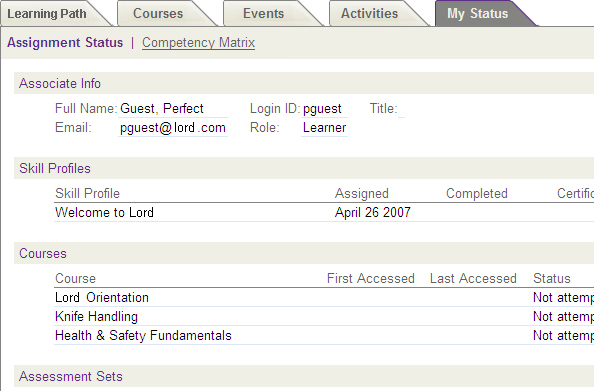 Learning Path Courses Events Activities My Status
Assignment Status | Competency Matrix
Associate Info
Full Name: Guest, Perfect Login ID: pguest Title:
Email: pguest@lord.com Role: Learner
Skill Profiles
Skill Profile Assigned Completed Certific
Welcome to Lord April 26 2007
Courses
Course First Accessed Last Accessed Status
Lord Orientation Not attemp
Knife Handling Not attemp
Health & Safety Fundamentals Not attemp
Assessment Sets